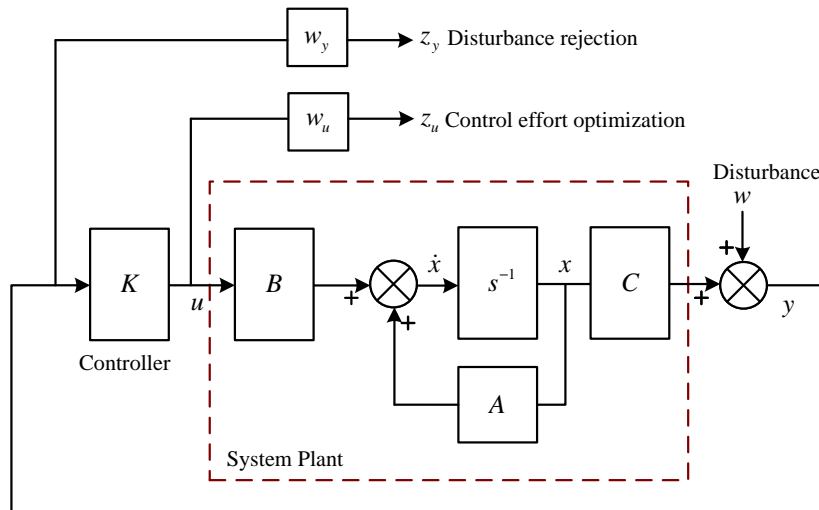 w_y
z_y Disturbance rejection
w_u
z_u Control effort optimization
Disturbance
w
+
K
u
B
+
ẋ
+
s⁻¹
x
C
+
y
Controller
A
System Plant